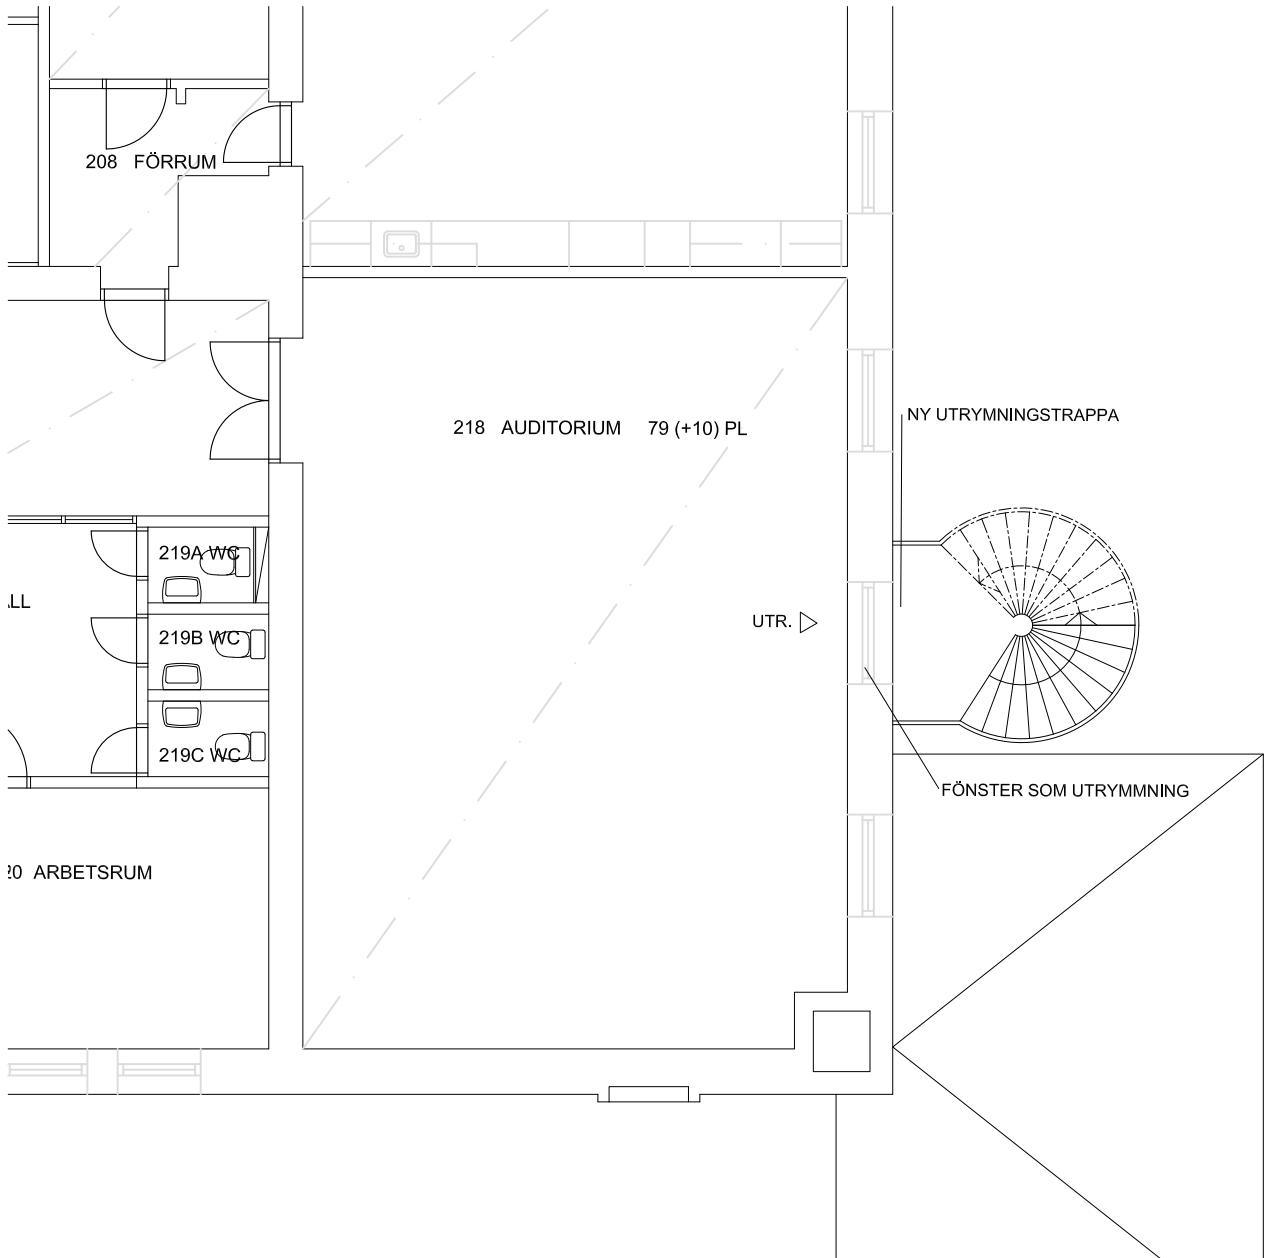 208 FÖRRUM
218 AUDITORIUM 79 (+10) PL
NY UTRYMNINGSTRAPPA
219A WC
LL
219B WC
UTR.
219C WC
FÖNSTER SOM UTRYMMNING
20 ARBETSRUM